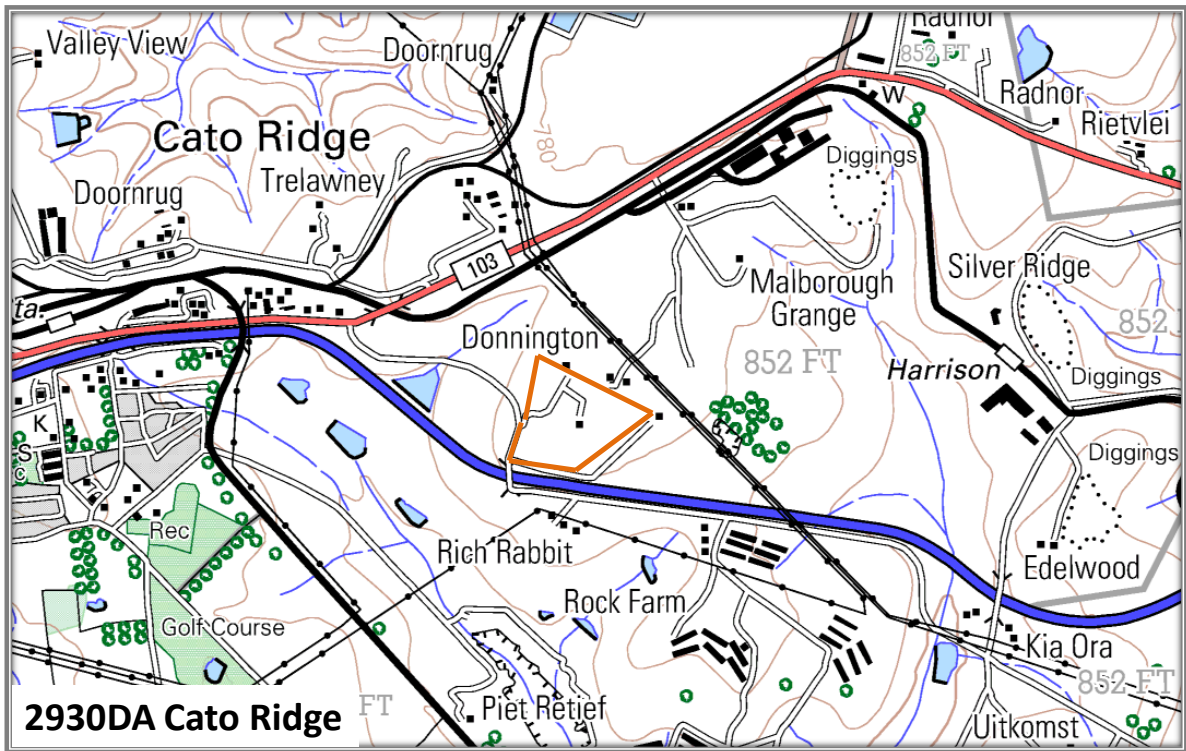 Radnor
Valley View
Doornrug
852 FT
W
Radnor
Rietvlei
Cato Ridge
780
Diggings
Doornrug
Trelawney
103
Silver Ridge
Malborough
Grange
ta.
852
Donnington
852 FT
Harrison
Diggings
K
S
c
Diggings
Rec
Rich Rabbit
Edelwood
Rock Farm
Golf Course
Kia Ora
852 FT
2930DA Cato Ridge
FT
Piet Retief
Uitkomst